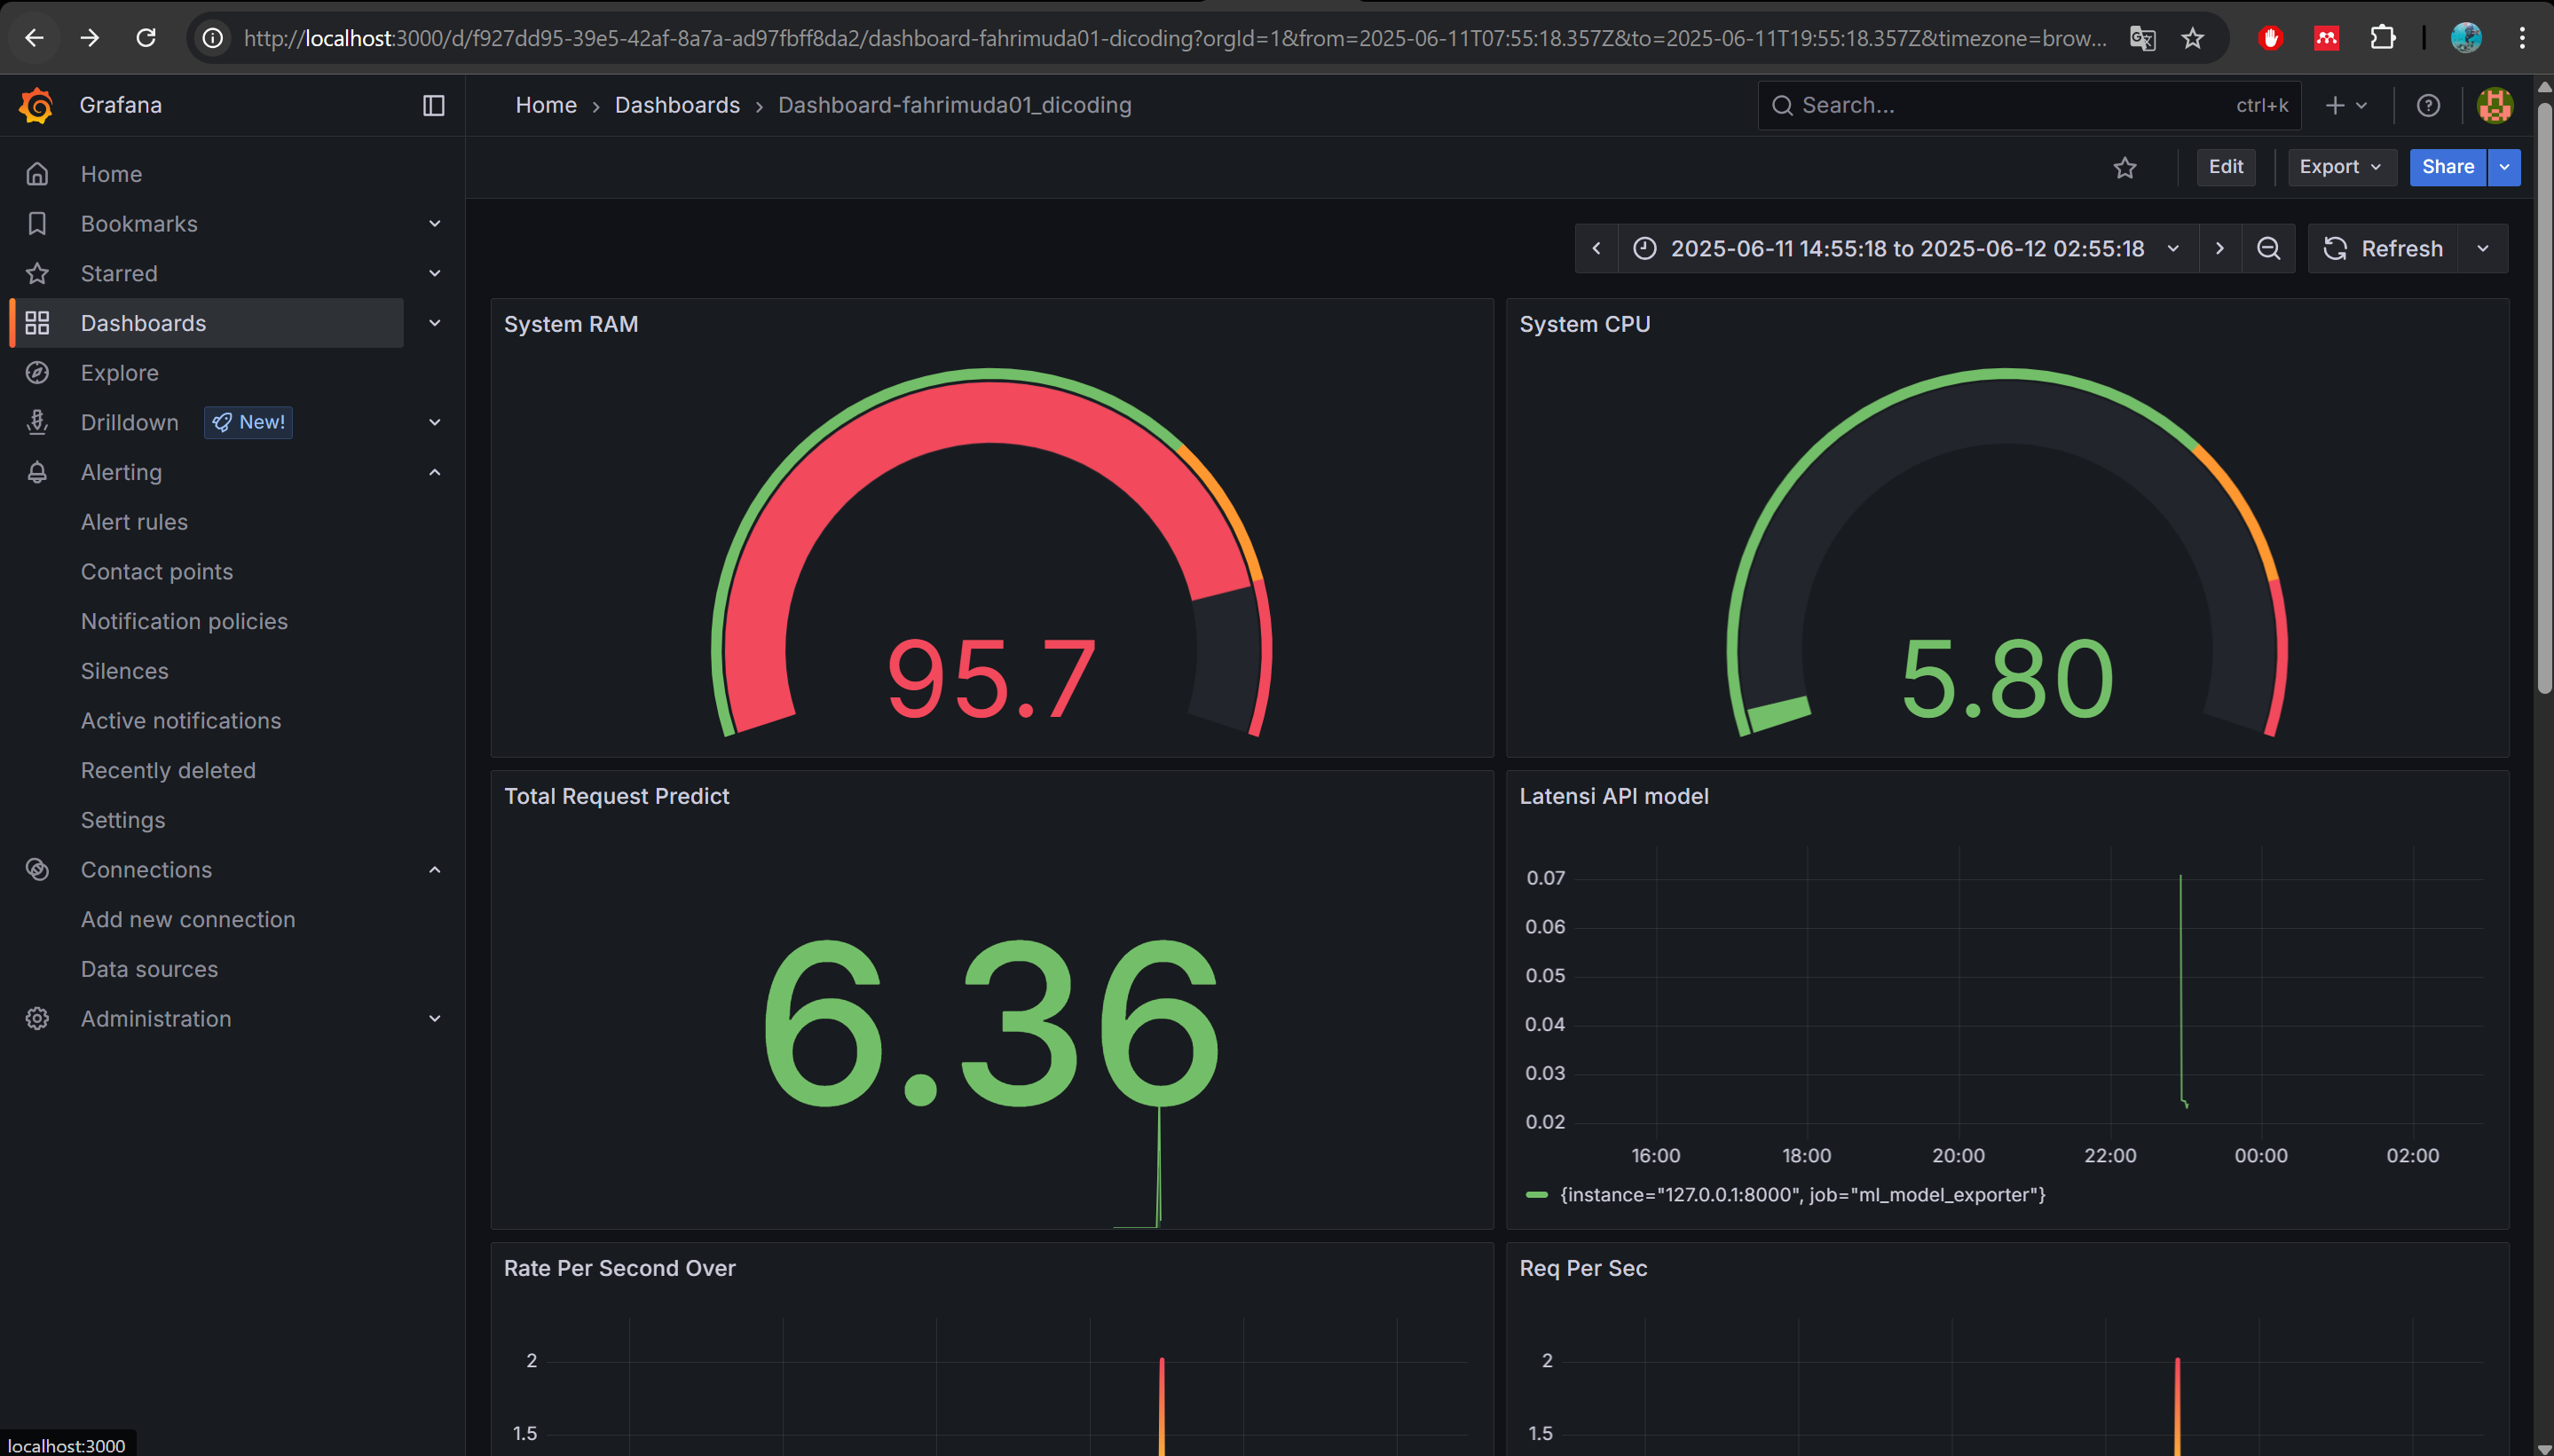 http://localhost:3000/d/f927dd95-39e5-42af-8a7a-ad97fbff8da2/dashboard-fahrimuda01-dicoding?orgId=1&from=2025-06-11T07:55:18.357Z&to=2025-06-11T19:55:18.357Z&timezone=brow...
Grafana
Home › Dashboards › Dashboard-fahrimuda01_dicoding
Search...
ctrl+k
Edit
Export
Share
2025-06-11 14:55:18 to 2025-06-12 02:55:18
Refresh
Home
Bookmarks
Starred
Dashboards
Explore
Drilldown
New!
Alerting
Alert rules
Contact points
Notification policies
Silences
Active notifications
Recently deleted
Settings
Connections
Add new connection
Data sources
Administration
System RAM
95.7
System CPU
5.80
Total Request Predict
6.36
Latensi API model
0.07
0.06
0.05
0.04
0.03
0.02
16:00
18:00
20:00
22:00
00:00
02:00
{instance="127.0.0.1:8000", job="ml_model_exporter"}
Rate Per Second Over
2
1.5
Req Per Sec
2
1.5
localhost:3000